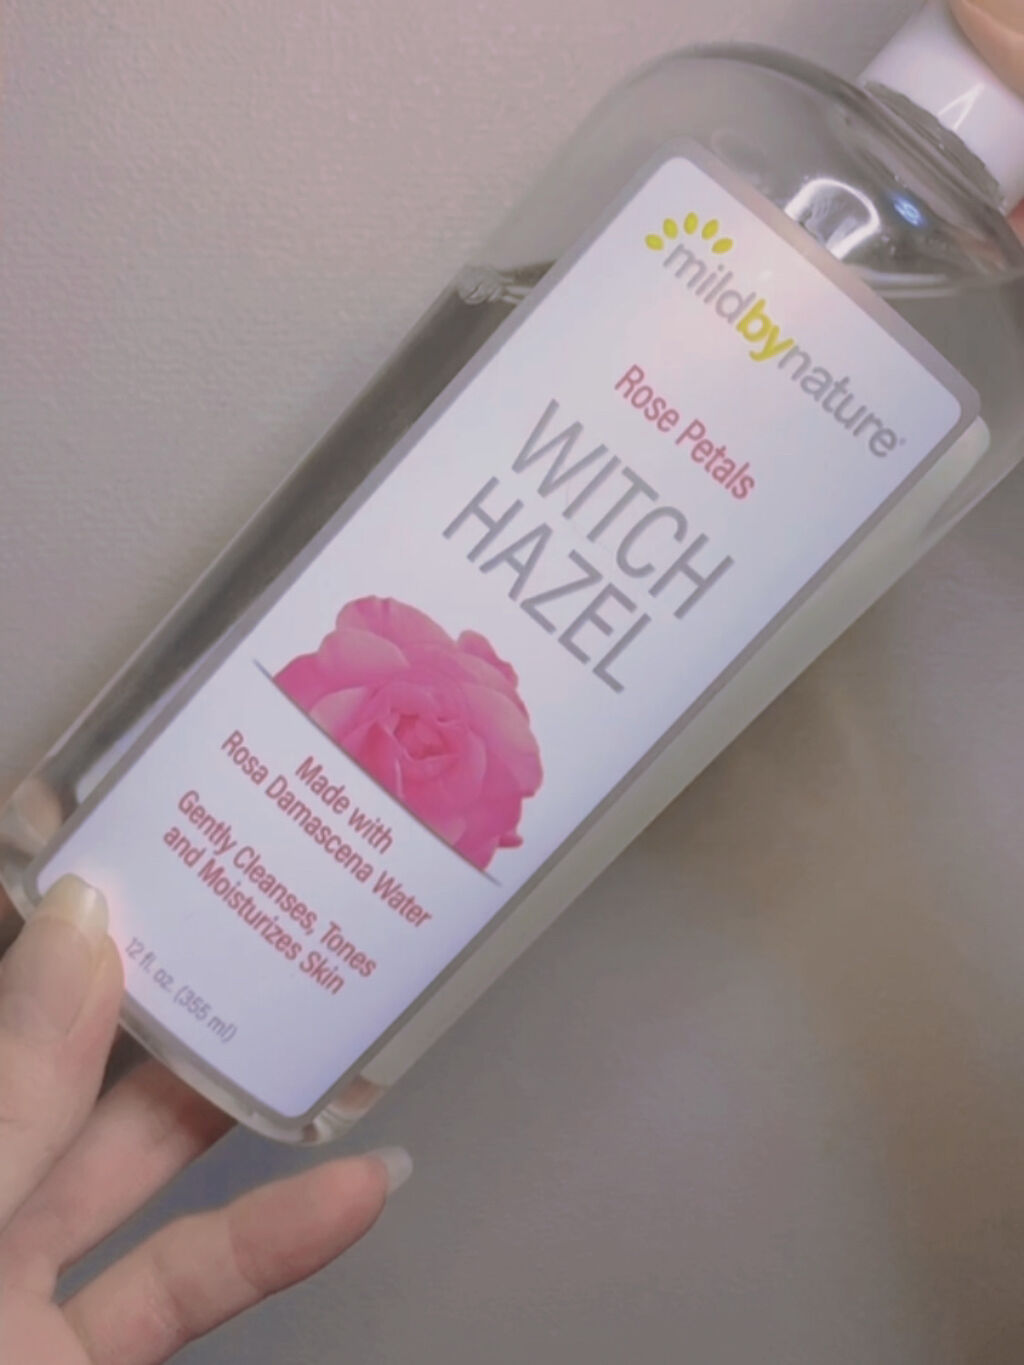 mildbynature®
Rose Petals
WITCH
HAZEL
Made with
Rosa Damascena Water
Gently Cleanses, Tones
and Moisturizes Skin
12 fl. oz. (355 ml)